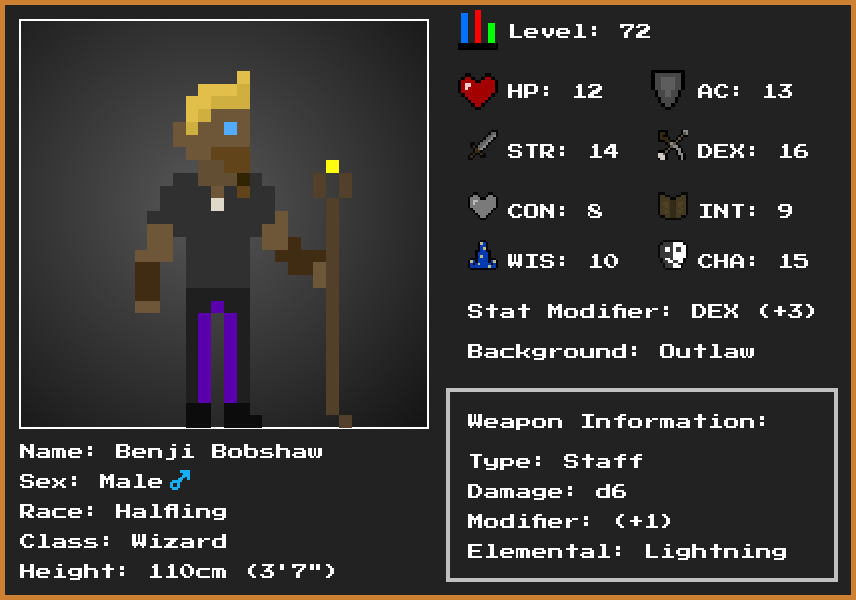 Level: 72
HP: 12
AC: 13
STR: 14
DEX: 16
CON: 8
INT: 9
WIS: 10
CHA: 15
Stat Modifier: DEX (+3)
Background: Outlaw
Weapon Information:
Type: Staff
Damage: d6
Modifier: (+1)
Elemental: Lightning
Name: Benji Bobshaw
Sex: Male ♂
Race: Halfling
Class: Wizard
Height: 110cm (3'7")